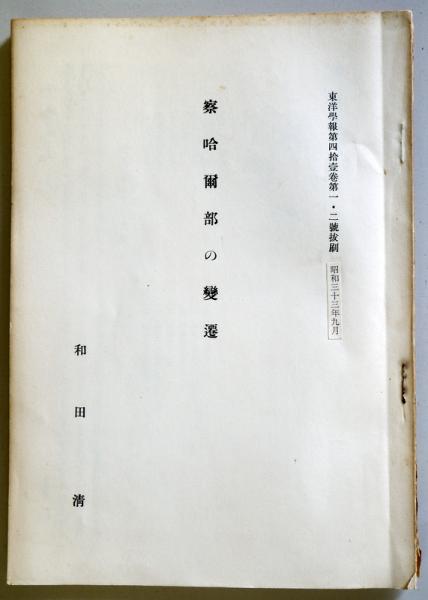 東洋學報第四拾壹卷第一・二號拔刷
昭和三十三年九月
察哈爾部の變遷
和田淸